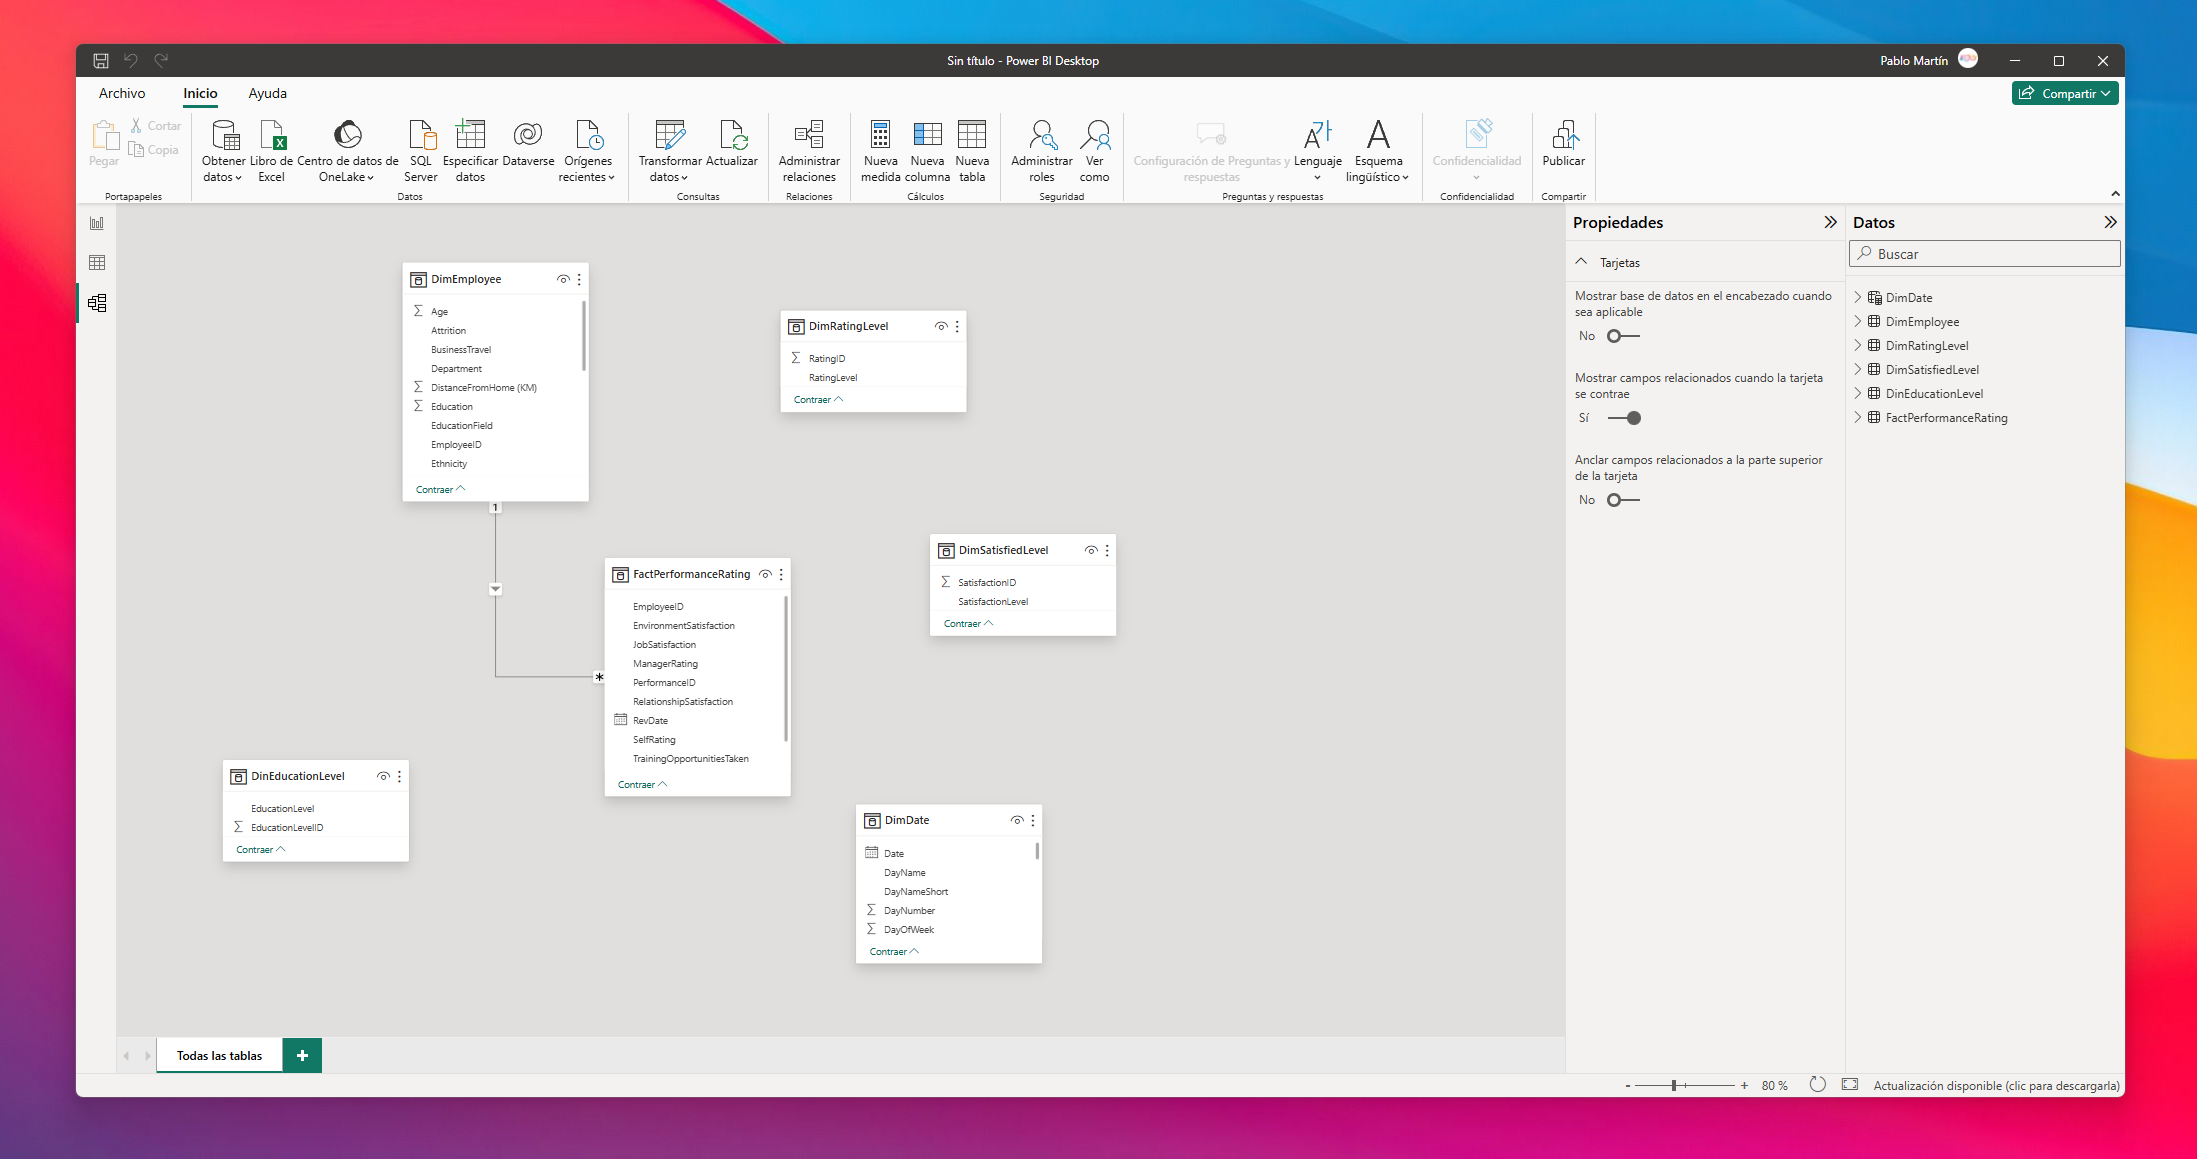 Sin título - Power BI Desktop
Pablo Martín
Archivo
Inicio
Ayuda
Compartir
Pegar
Cortar
Copia
Portapapeles
Obtener
datos
Libro de
Excel
Centro de datos de
OneLake
SQL
Server
Especificar
datos
Dataverse
Orígenes
recientes
Datos
Transformar
datos
Actualizar
Consultas
Administrar
relaciones
Relaciones
Nueva
medida
Nueva
columna
Nueva
tabla
Cálculos
Administrar
roles
Ver
como
Seguridad
Configuración de Preguntas y
respuestas
Lenguaje
Esquema
lingüístico
Preguntas y respuestas
Confidencialidad
Confidencialidad
Publicar
Compartir
DimEmployee
Age
Attrition
BusinessTravel
Department
DistanceFromHome (KM)
Education
EducationField
EmployeeID
Ethnicity
Contraer
1
*
DimRatingLevel
RatingID
RatingLevel
Contraer
DimSatisfiedLevel
SatisfactionID
SatisfactionLevel
Contraer
FactPerformanceRating
EmployeeID
EnvironmentSatisfaction
JobSatisfaction
ManagerRating
PerformanceID
RelationshipSatisfaction
RevDate
SelfRating
TrainingOpportunitiesTaken
Contraer
DinEducationLevel
EducationLevel
EducationLevelID
Contraer
DimDate
Date
DayName
DayNameShort
DayNumber
DayOfWeek
Contraer
Propiedades
Tarjetas
Mostrar base de datos en el encabezado cuando
sea aplicable
No
Mostrar campos relacionados cuando la tarjeta
se contrae
Sí
Anclar campos relacionados a la parte superior
de la tarjeta
No
Datos
Buscar
DimDate
DimEmployee
DimRatingLevel
DimSatisfiedLevel
DinEducationLevel
FactPerformanceRating
Todas las tablas
+
- + 80 %
Actualización disponible (clic para descargarla)